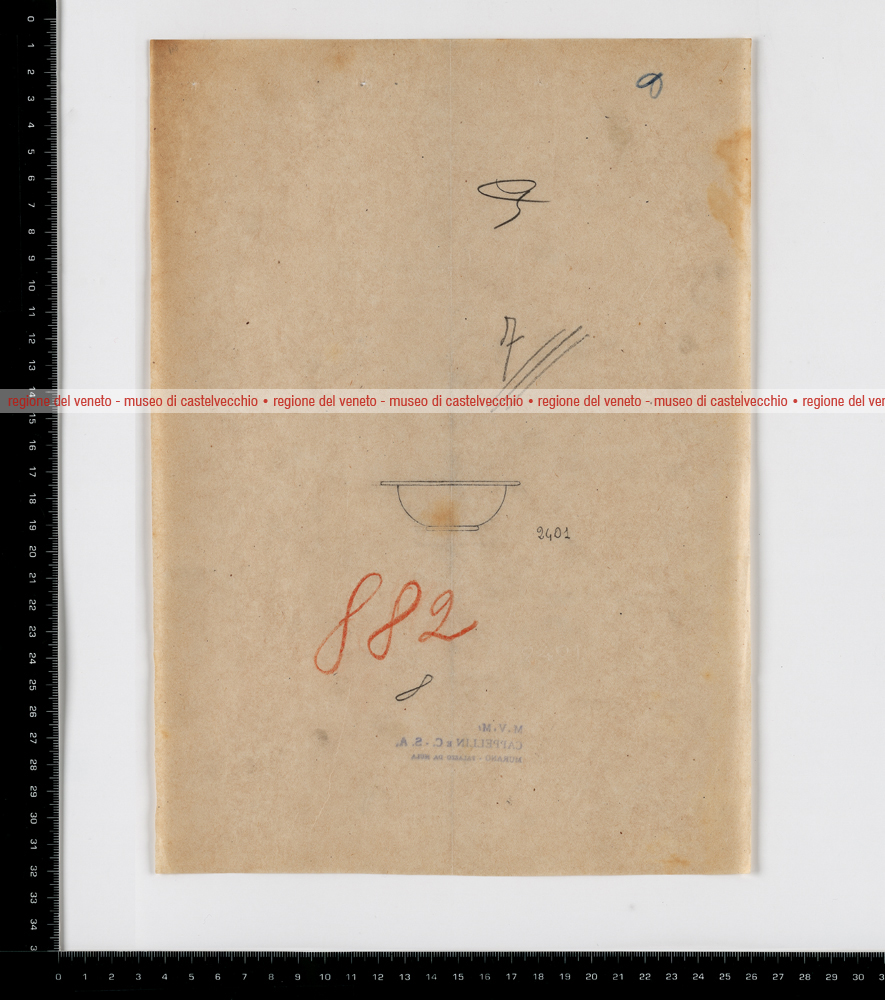 regione del veneto - museo di castelvecchio • regione del veneto - museo di castelvecchio • regione del veneto - museo di castelvecchio • regione del ven
7
2401
882
8
M.V.M.
CAPPELLIN & C. - S. A.
MURANO - PALAZZO DA MULA
0 1 2 3 4 5 6 7 8 9 10 11 12 13 14 15 16 17 18 19 20 21 22 23 24 25 26 27 28 29 30 31 32 33 34 3
0 1 2 3 4 5 6 7 8 9 10 11 12 13 14 15 16 17 18 19 20 21 22 23 24 25 26 27 28 29 30 3